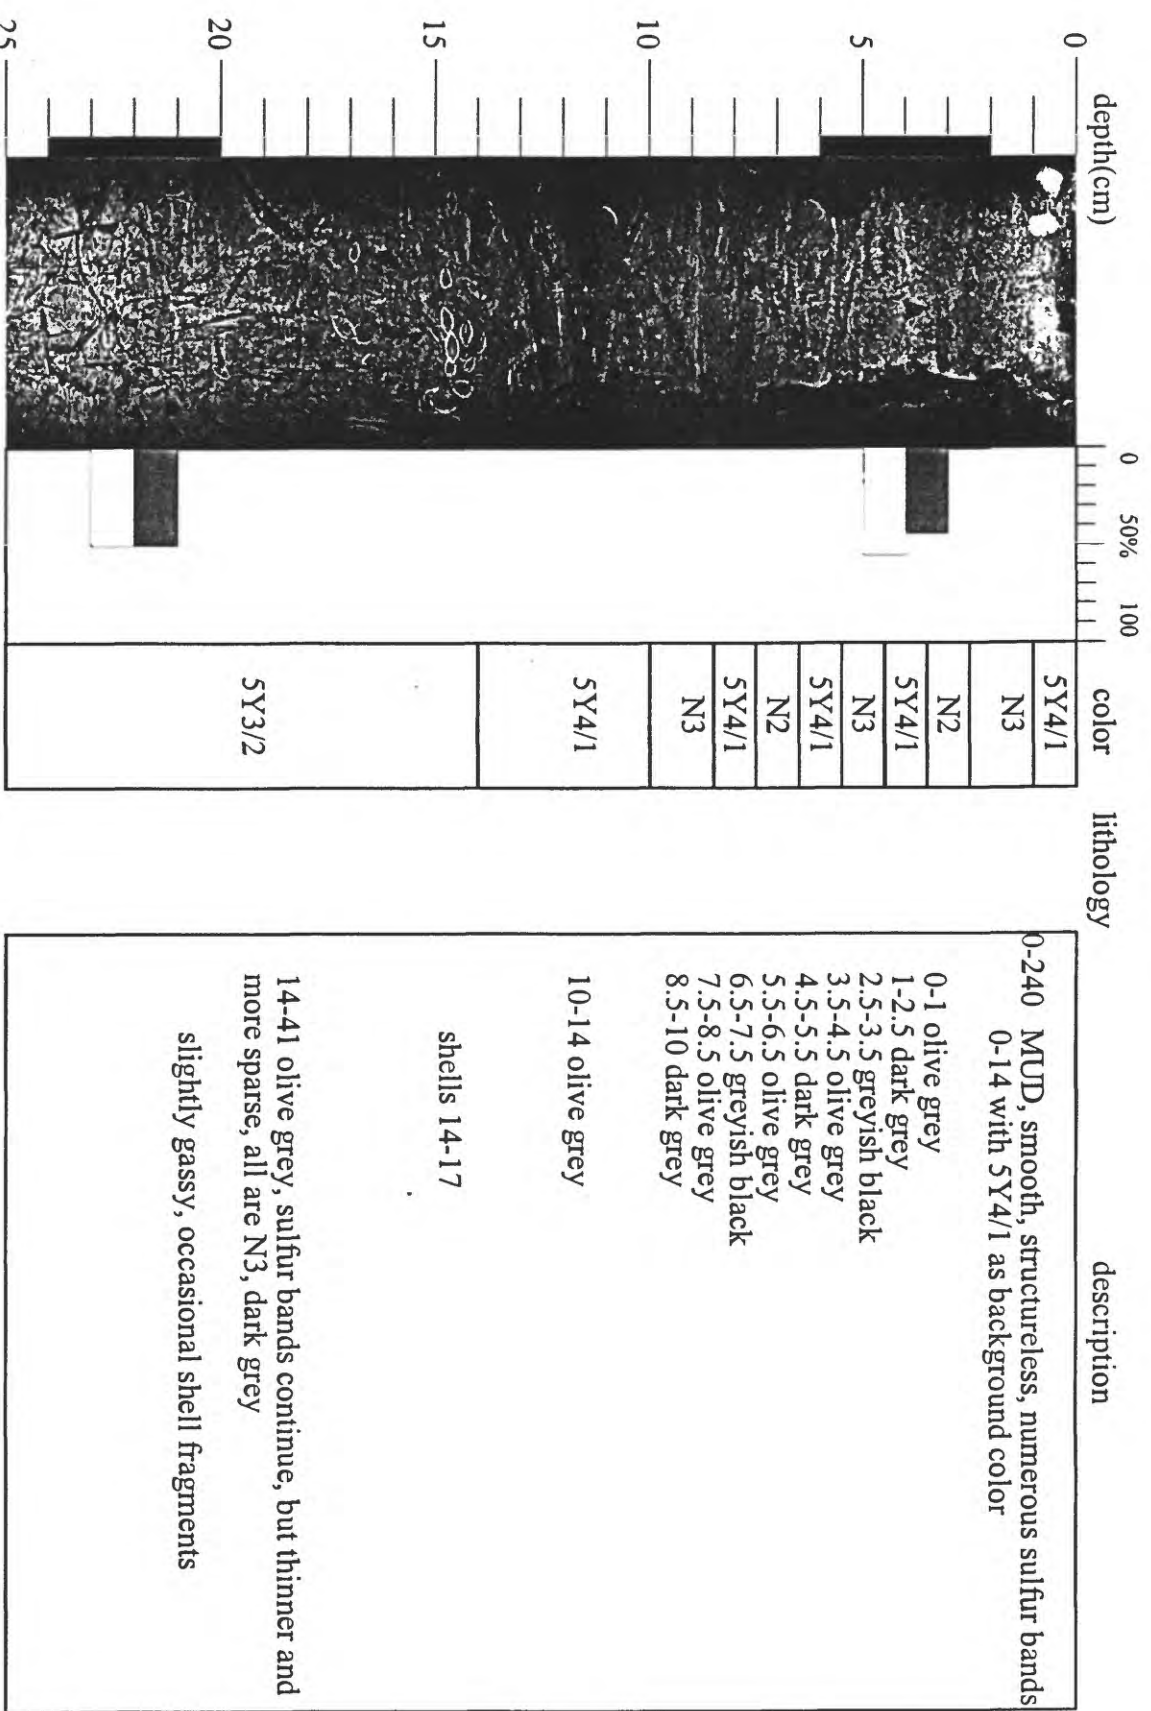 depth(cm)
0
50%
100
color
lithology
description
0
5
10
15
20
25
5Y4/1
N3
N2
5Y4/1
N3
5Y4/1
N2
5Y4/1
N3
5Y4/1
5Y3/2
0-240 MUD, smooth, structureless, numerous sulfur bands
0-14 with 5Y4/1 as background color
0-1 olive grey
1-2.5 dark grey
2.5-3.5 greyish black
3.5-4.5 olive grey
4.5-5.5 dark grey
5.5-6.5 olive grey
6.5-7.5 greyish black
7.5-8.5 olive grey
8.5-10 dark grey
10-14 olive grey
shells 14-17
14-41 olive grey, sulfur bands continue, but thinner and
more sparse, all are N3, dark grey
slightly gassy, occasional shell fragments